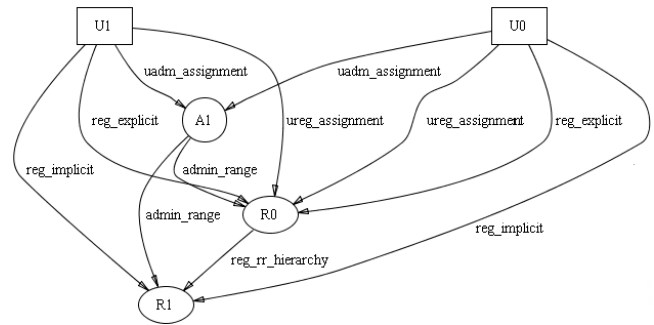 U1
U0
uadm_assignment
uadm_assignment
reg_explicit
A1
ureg_assignment
ureg_assignment
reg_explicit
reg_implicit
admin_range
admin_range
R0
reg_implicit
reg_rr_hierarchy
R1